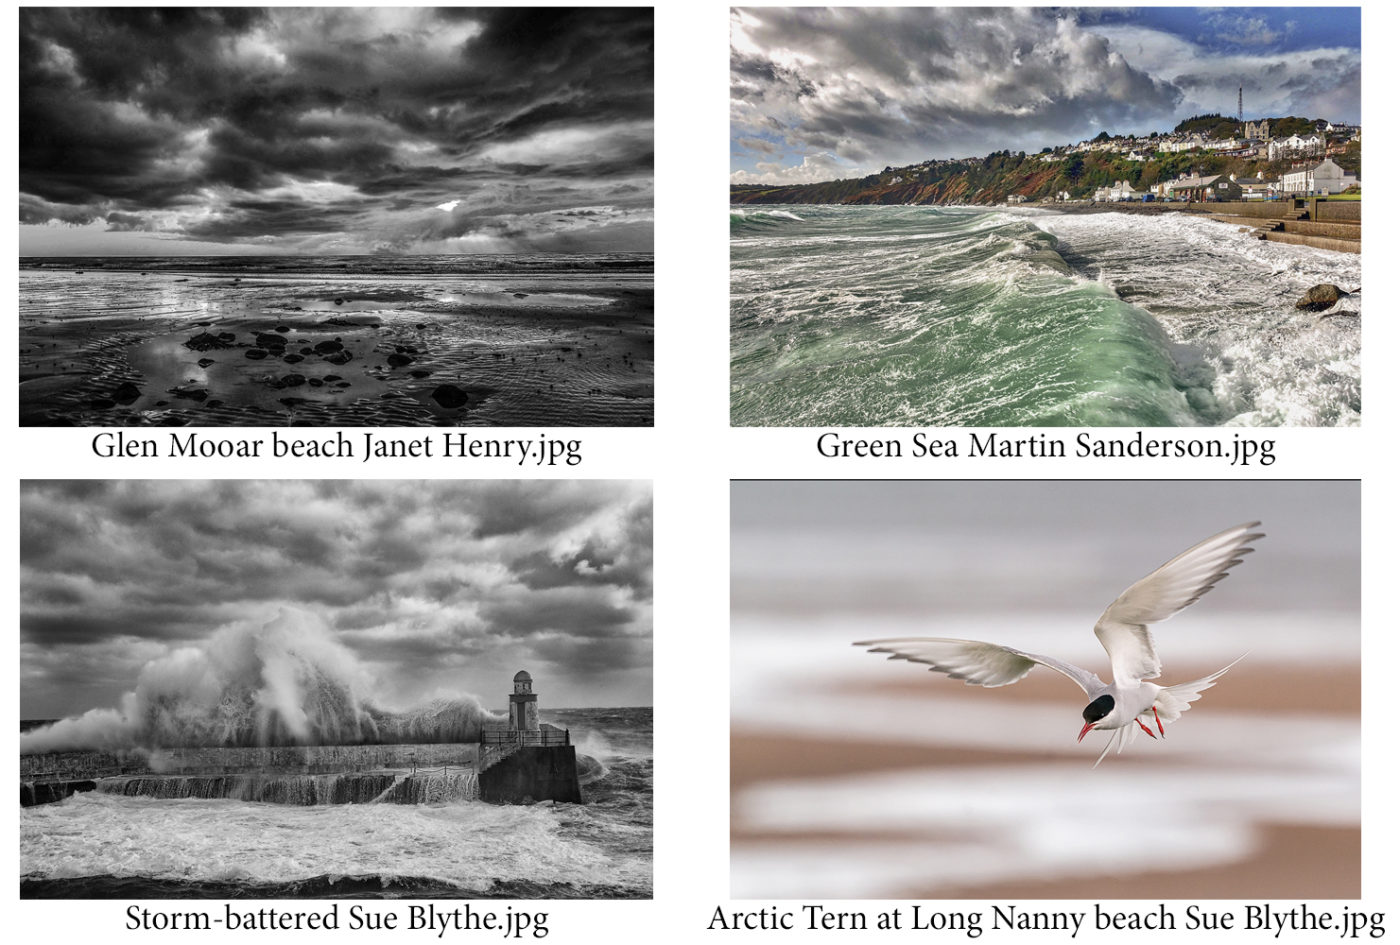 Glen Mooar beach Janet Henry.jpg
Green Sea Martin Sanderson.jpg
Storm-battered Sue Blythe.jpg
Arctic Tern at Long Nanny beach Sue Blythe.jpg